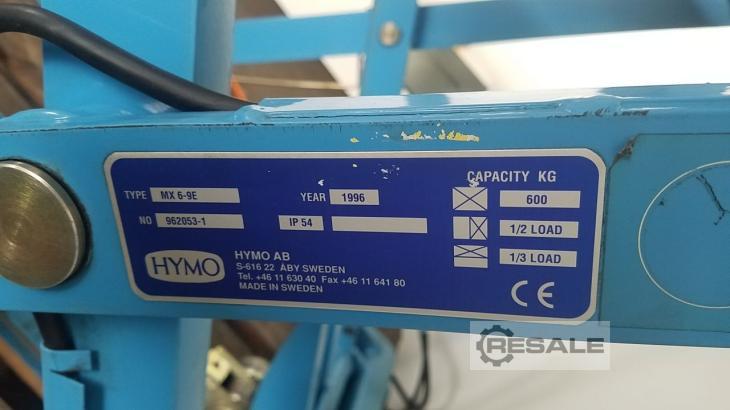 TYPE MX 6-9E
YEAR 1996
NO 962053-1
IP 54
CAPACITY KG
600
1/2 LOAD
1/3 LOAD
HYMO
HYMO AB
S-616 22 ÅBY SWEDEN
Tel. +46 11 630 40 Fax +46 11 641 80
MADE IN SWEDEN
CE
RESALE